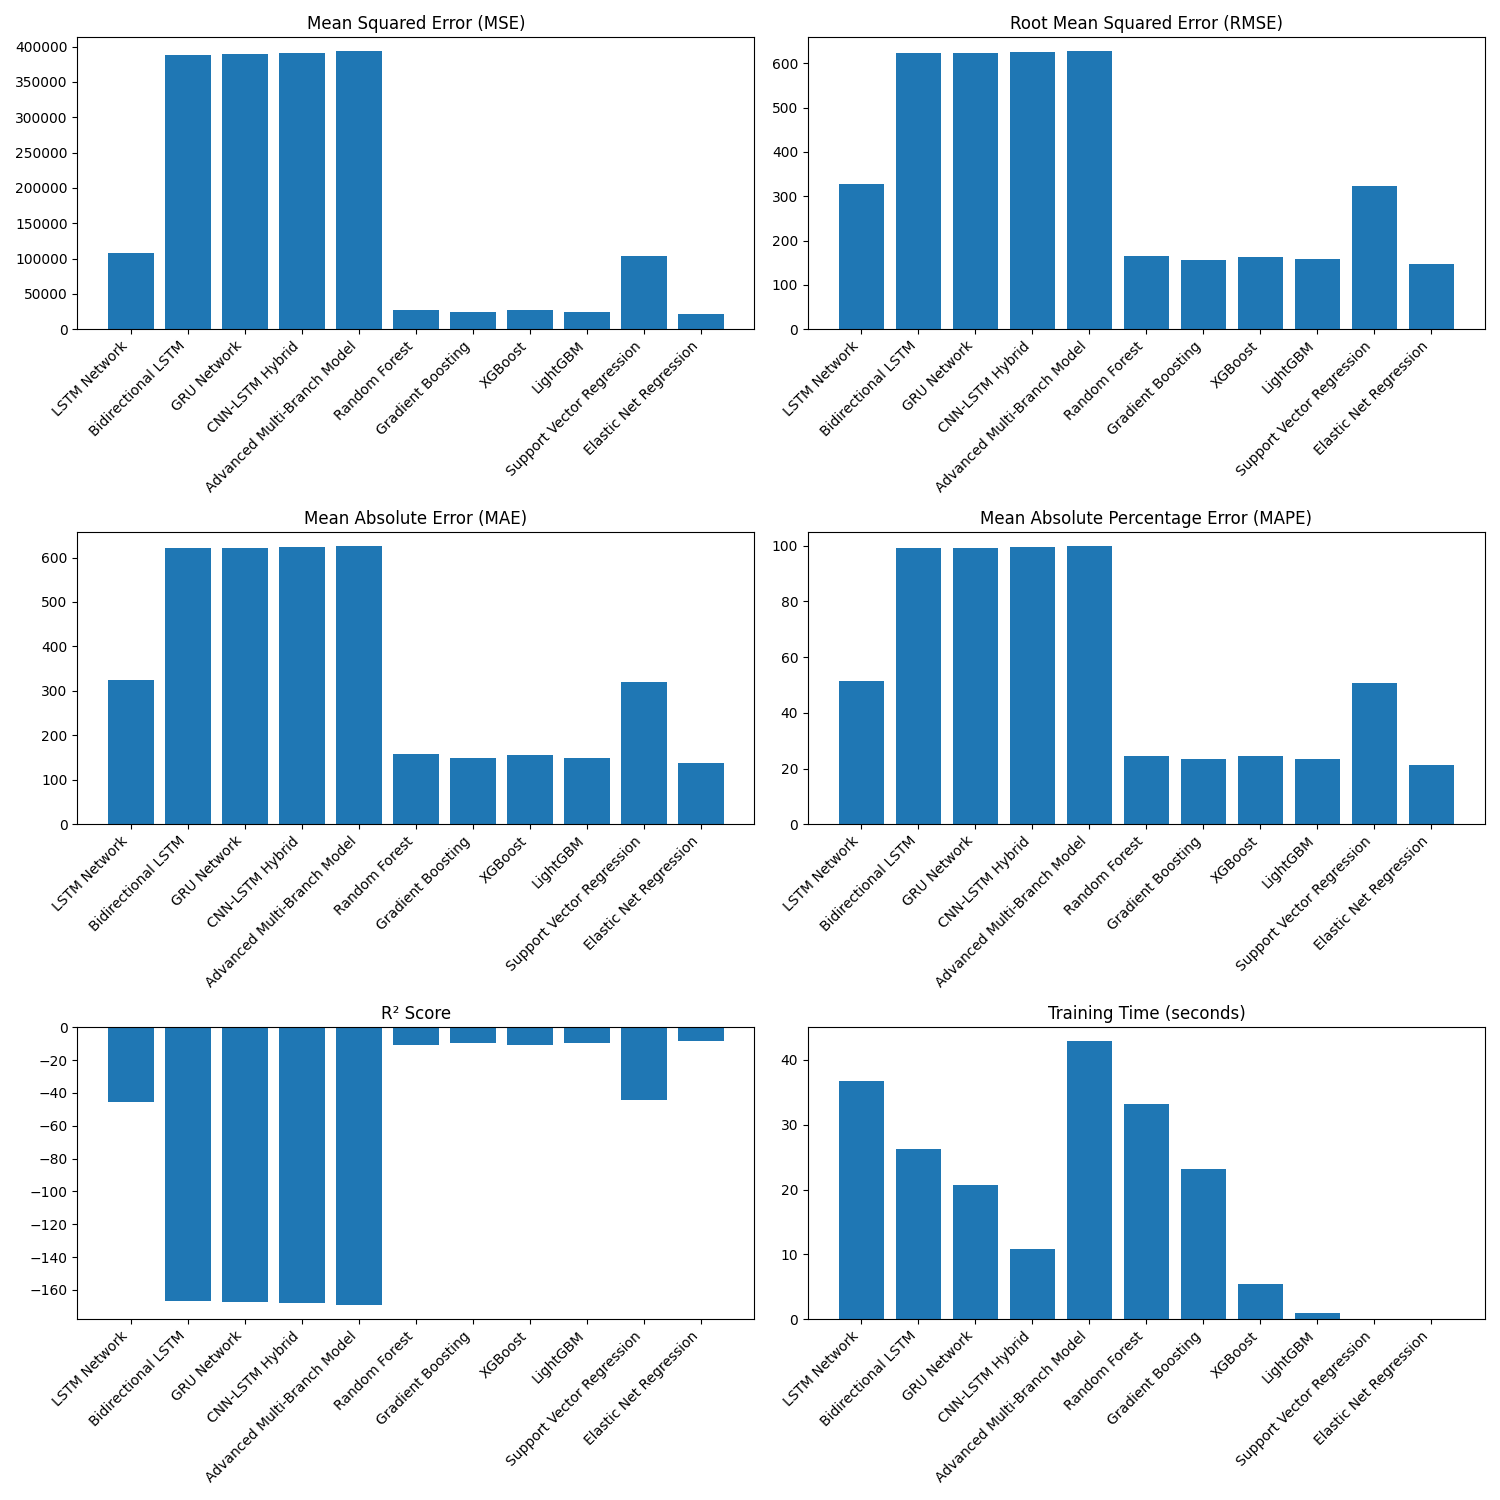 Mean Squared Error (MSE)
400000
350000
300000
250000
200000
150000
100000
50000
0
LSTM Network
Bidirectional LSTM
GRU Network
CNN-LSTM Hybrid
Advanced Multi-Branch Model
Random Forest
Gradient Boosting
XGBoost
LightGBM
Support Vector Regression
Elastic Net Regression
Root Mean Squared Error (RMSE)
600
500
400
300
200
100
0
LSTM Network
Bidirectional LSTM
GRU Network
CNN-LSTM Hybrid
Advanced Multi-Branch Model
Random Forest
Gradient Boosting
XGBoost
LightGBM
Support Vector Regression
Elastic Net Regression
Mean Absolute Error (MAE)
600
500
400
300
200
100
0
LSTM Network
Bidirectional LSTM
GRU Network
CNN-LSTM Hybrid
Advanced Multi-Branch Model
Random Forest
Gradient Boosting
XGBoost
LightGBM
Support Vector Regression
Elastic Net Regression
Mean Absolute Percentage Error (MAPE)
100
80
60
40
20
0
LSTM Network
Bidirectional LSTM
GRU Network
CNN-LSTM Hybrid
Advanced Multi-Branch Model
Random Forest
Gradient Boosting
XGBoost
LightGBM
Support Vector Regression
Elastic Net Regression
R² Score
0
−20
−40
−60
−80
−100
−120
−140
−160
LSTM Network
Bidirectional LSTM
GRU Network
CNN-LSTM Hybrid
Advanced Multi-Branch Model
Random Forest
Gradient Boosting
XGBoost
LightGBM
Support Vector Regression
Elastic Net Regression
Training Time (seconds)
40
30
20
10
0
LSTM Network
Bidirectional LSTM
GRU Network
CNN-LSTM Hybrid
Advanced Multi-Branch Model
Random Forest
Gradient Boosting
XGBoost
LightGBM
Support Vector Regression
Elastic Net Regression